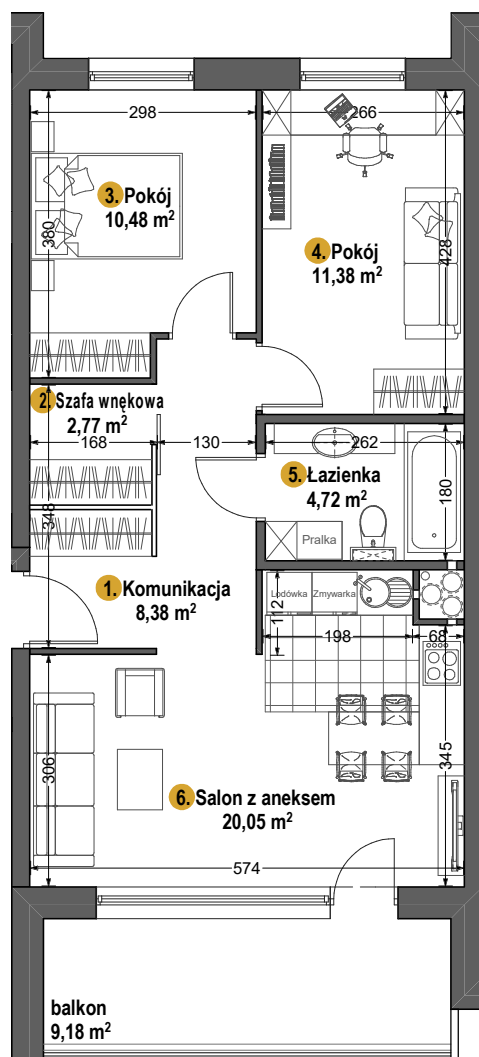 298
266
3. Pokój
10,48 m²
380
4. Pokój
11,38 m²
428
2. Szafa wnękowa
2,77 m²
168
130
262
5. Łazienka
4,72 m²
180
348
Pralka
1. Komunikacja
8,38 m²
Lodówka
Zmywarka
112
198
68
306
345
6. Salon z aneksem
20,05 m²
574
balkon
9,18 m²